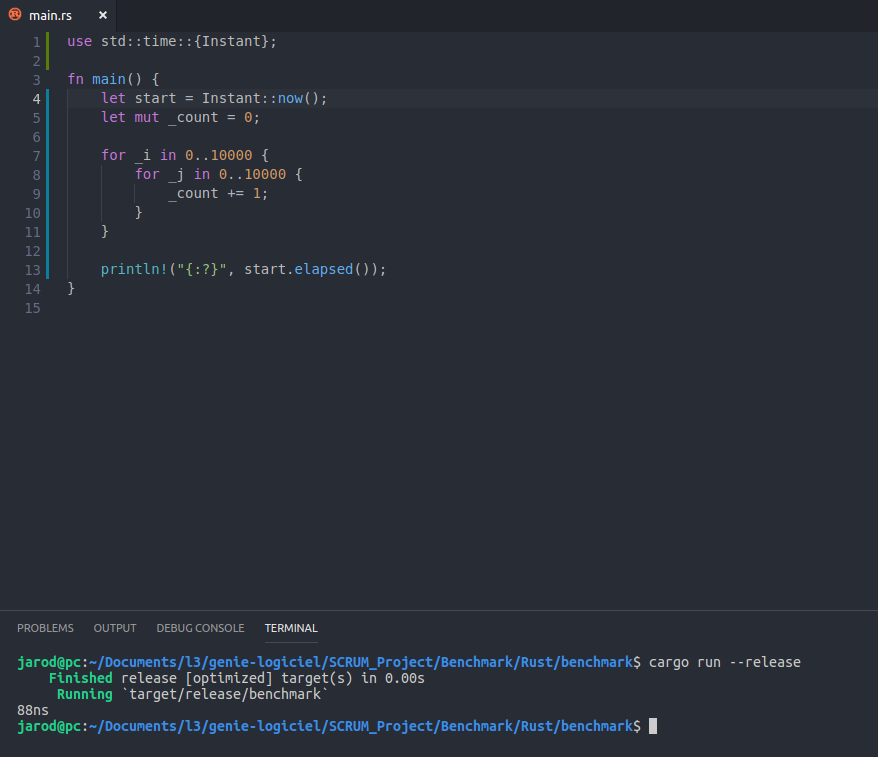 main.rs ×
1 use std::time::{Instant};
2
3 fn main() {
4     let start = Instant::now();
5     let mut _count = 0;
6
7     for _i in 0..10000 {
8         for _j in 0..10000 {
9             _count += 1;
10         }
11     }
12
13     println!("{:?}", start.elapsed());
14 }
15
PROBLEMS OUTPUT DEBUG CONSOLE TERMINAL
jarod@pc:~/Documents/l3/genie-logiciel/SCRUM_Project/Benchmark/Rust/benchmark$ cargo run --release
    Finished release [optimized] target(s) in 0.00s
     Running `target/release/benchmark`
88ns
jarod@pc:~/Documents/l3/genie-logiciel/SCRUM_Project/Benchmark/Rust/benchmark$